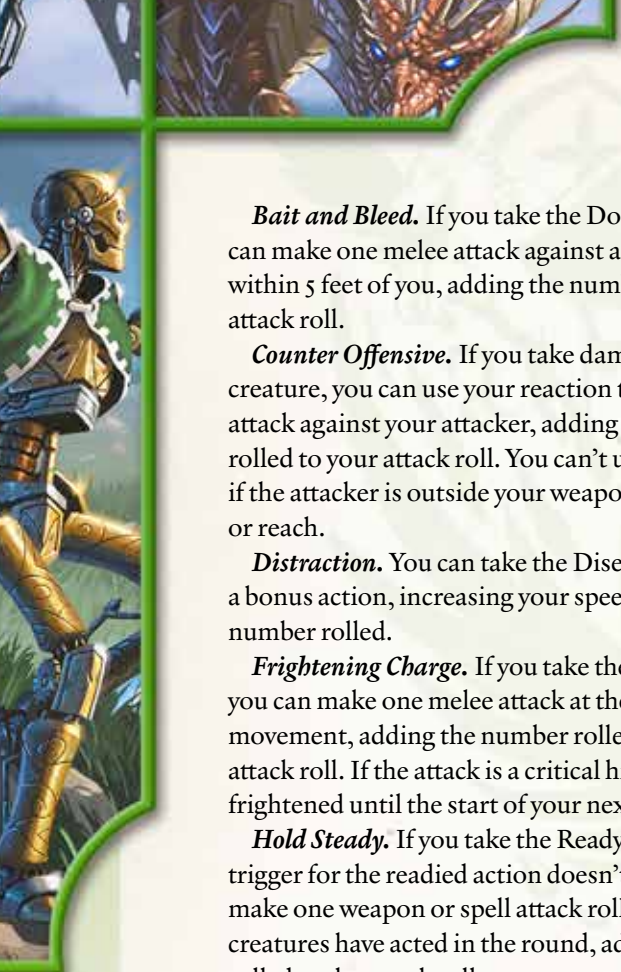 Bait and Bleed. If you take the Do
can make one melee attack against a
within 5 feet of you, adding the num
attack roll.
Counter Offensive. If you take dam
creature, you can use your reaction t
attack against your attacker, adding
rolled to your attack roll. You can’t u
if the attacker is outside your weapo
or reach.
Distraction. You can take the Dise
a bonus action, increasing your spee
number rolled.
Frightening Charge. If you take the
you can make one melee attack at the
movement, adding the number rolle
attack roll. If the attack is a critical h
frightened until the start of your nex
Hold Steady. If you take the Ready
trigger for the readied action doesn’t
make one weapon or spell attack roll
creatures have acted in the round, ad